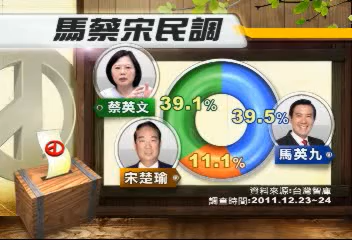 馬蔡宋民調
蔡英文 39.1%
39.5% 馬英九
宋楚瑜 11.1%
資料來源:台灣智庫
調查時間:2011.12.23~24